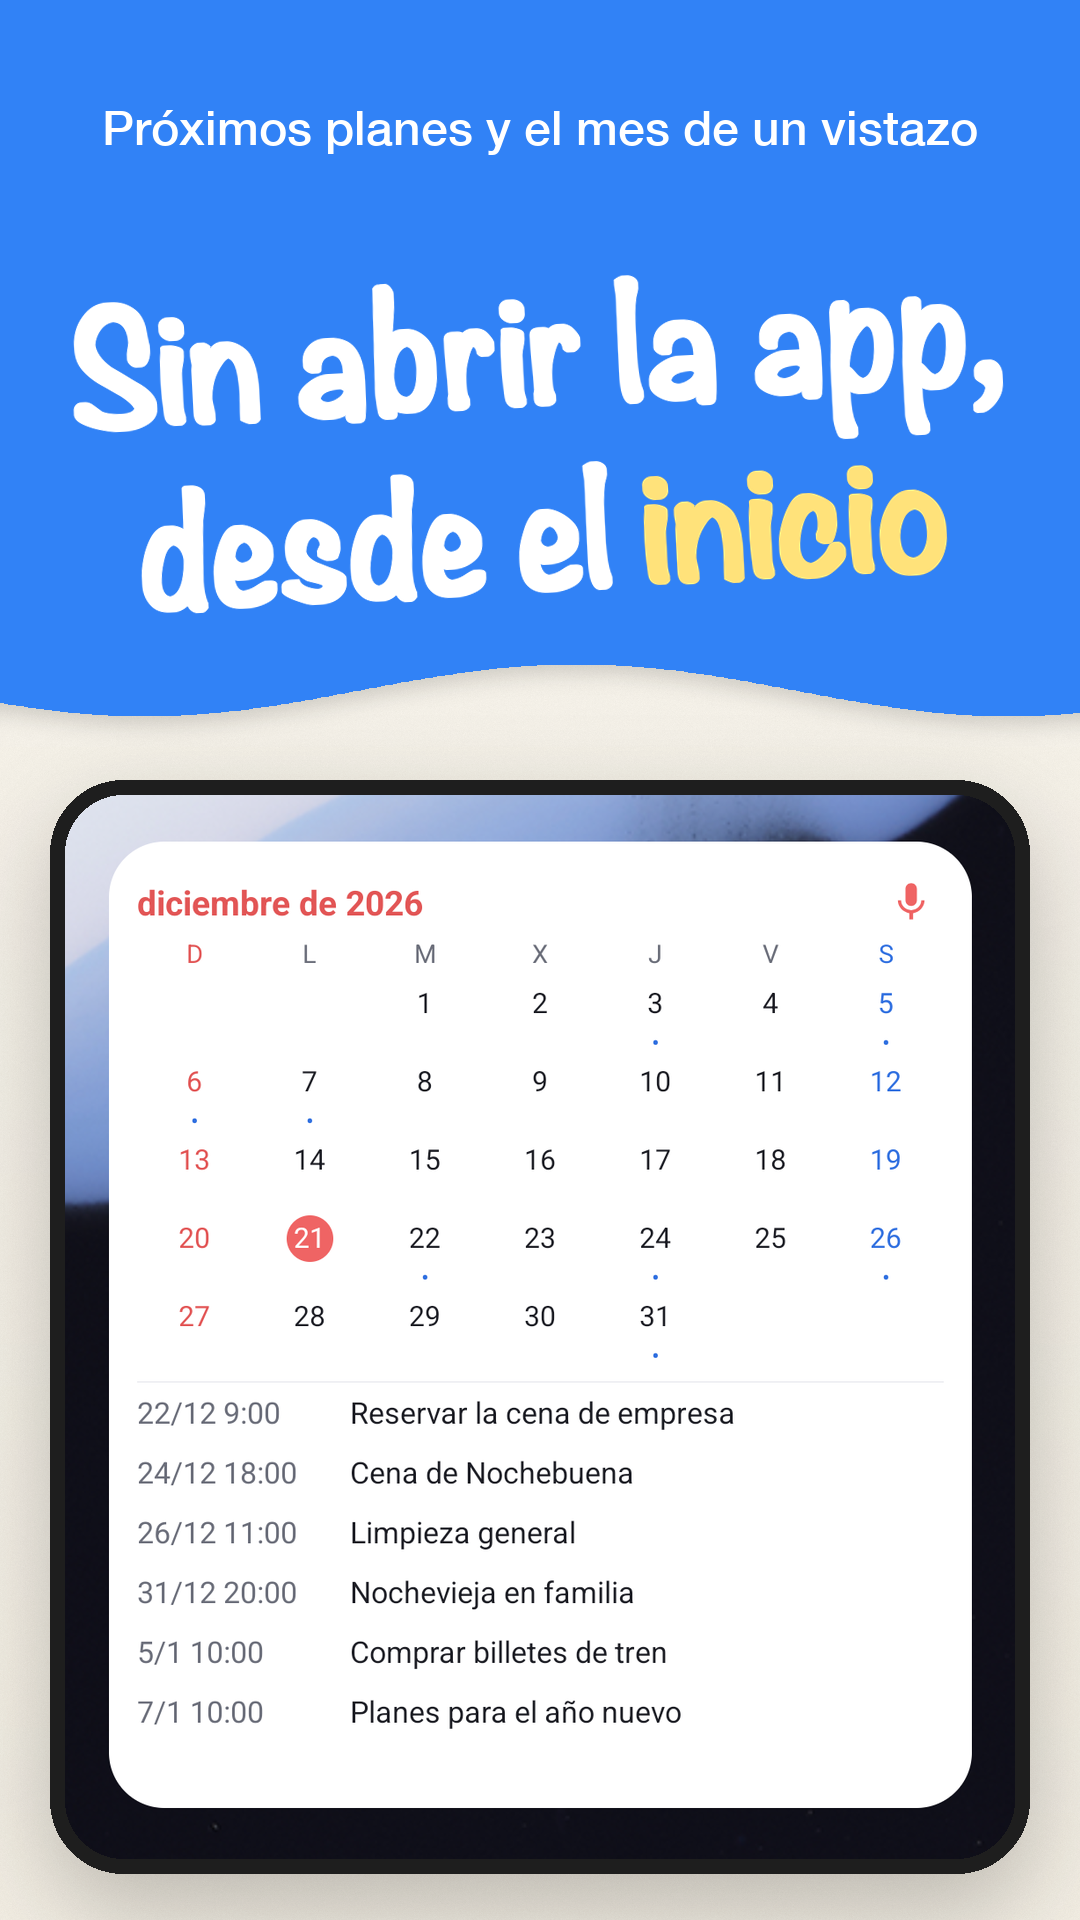 Próximos planes y el mes de un vistazo
Sin abrir la app,
desde el inicio
diciembre de 2026
D L M X J V S
1 2 3 4 5
6 7 8 9 10 11 12
13 14 15 16 17 18 19
20 21 22 23 24 25 26
27 28 29 30 31
22/12 9:00 Reservar la cena de empresa
24/12 18:00 Cena de Nochebuena
26/12 11:00 Limpieza general
31/12 20:00 Nochevieja en familia
5/1 10:00 Comprar billetes de tren
7/1 10:00 Planes para el año nuevo